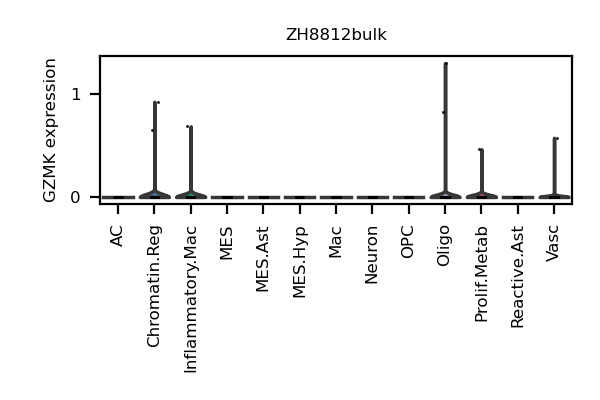 ZH8812bulk
GZMK expression
1
0
AC
Chromatin.Reg
Inflammatory.Mac
MES
MES.Ast
MES.Hyp
Mac
Neuron
OPC
Oligo
Prolif.Metab
Reactive.Ast
Vasc